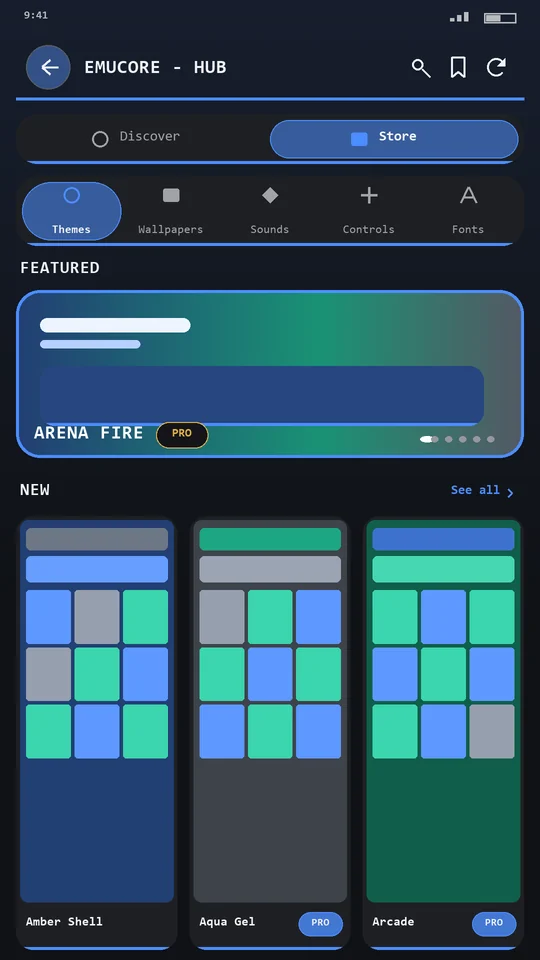 9:41
EMUCORE - HUB
Discover
Store
Themes
Wallpapers
Sounds
Controls
Fonts
FEATURED
ARENA FIRE
PRO
NEW
See all
Amber Shell
Aqua Gel
PRO
Arcade
PRO